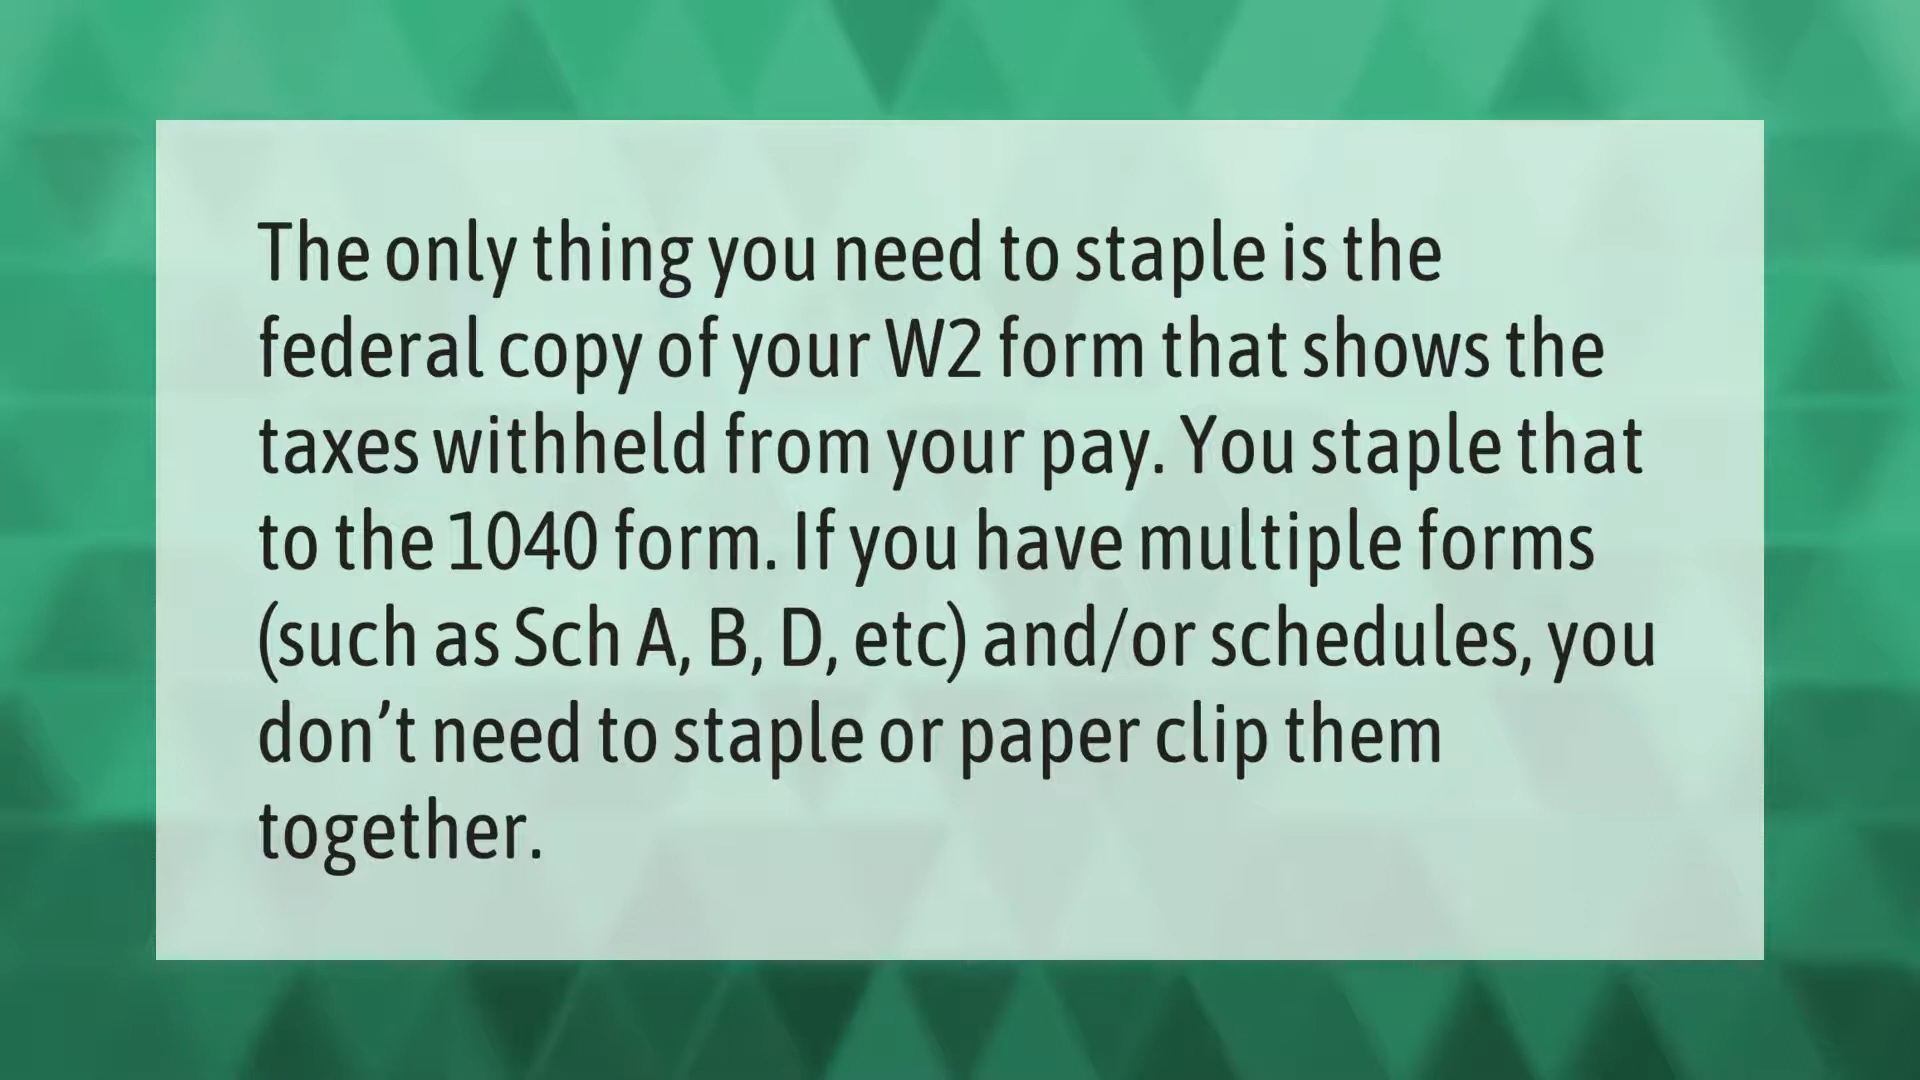 The only thing you need to staple is the
federal copy of your W2 form that shows the
taxes withheld from your pay. You staple that
to the 1040 form. If you have multiple forms
(such as Sch A, B, D, etc) and/or schedules, you
don’t need to staple or paper clip them
together.